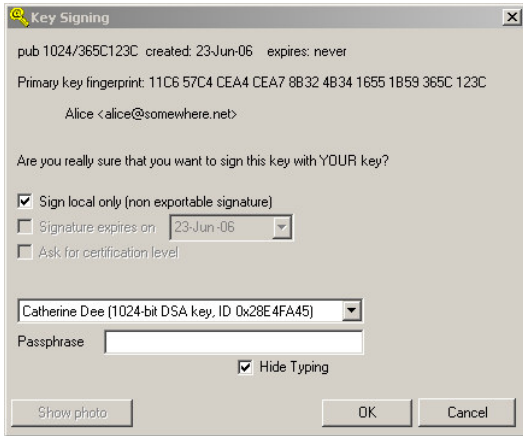 Key Signing
pub 1024/365C123C created: 23-Jun-06 expires: never
Primary key fingerprint: 11C6 57C4 CEA4 CEA7 8B32 4B34 1655 1B59 365C 123C
Alice <alice@somewhere.net>
Are you really sure that you want to sign this key with YOUR key?
Sign local only (non exportable signature)
Signature expires on 23-Jun-06
Ask for certification level
Catherine Dee (1024-bit DSA key, ID 0x28E4FA45)
Passphrase
Hide Typing
Show photo OK Cancel